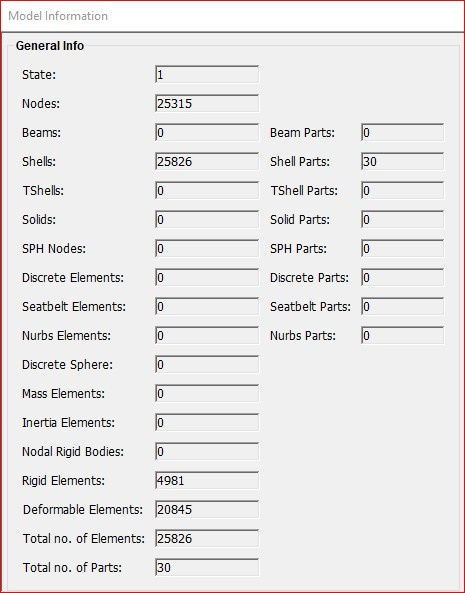 Model Information
General Info
State: 1
Nodes: 25315
Beams: 0 Beam Parts: 0
Shells: 25826 Shell Parts: 30
TShells: 0 TShell Parts: 0
Solids: 0 Solid Parts: 0
SPH Nodes: 0 SPH Parts: 0
Discrete Elements: 0 Discrete Parts: 0
Seatbelt Elements: 0 Seatbelt Parts: 0
Nurbs Elements: 0 Nurbs Parts: 0
Discrete Sphere: 0
Mass Elements: 0
Inertia Elements: 0
Nodal Rigid Bodies: 0
Rigid Elements: 4981
Deformable Elements: 20845
Total no. of Elements: 25826
Total no. of Parts: 30